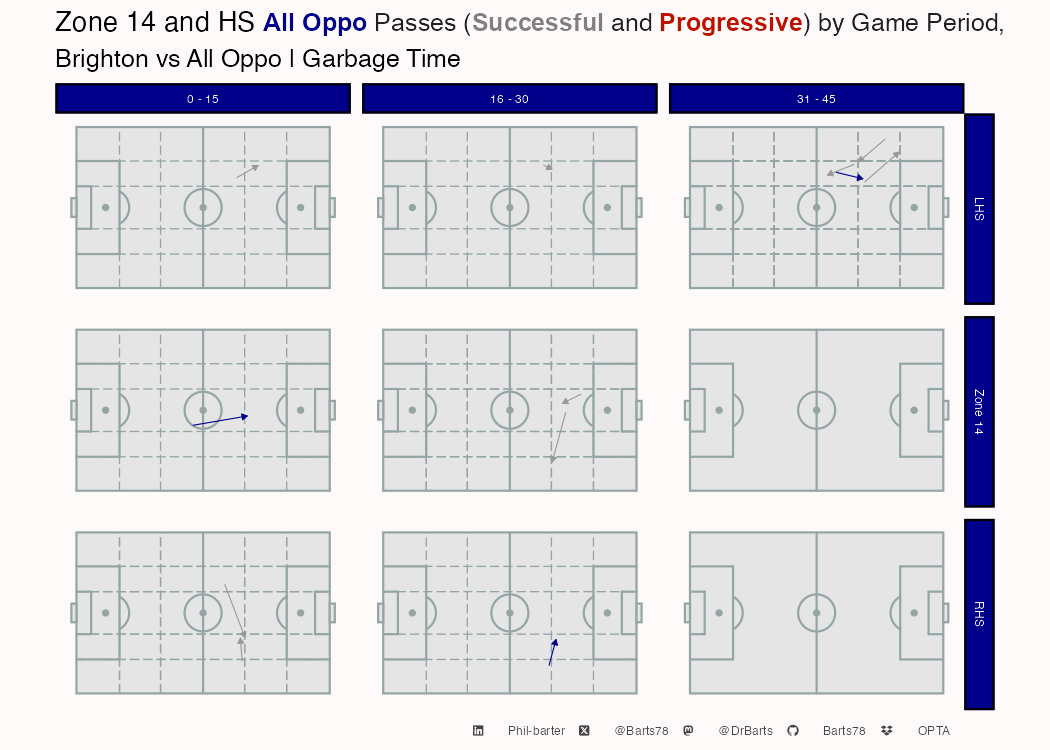 Zone 14 and HS All Oppo Passes (Successful and Progressive) by Game Period,
Brighton vs All Oppo I Garbage Time
0 - 15
16 - 30
31 - 45
LHS
Zone 14
RHS
Phil-barter @Barts78 @DrBarts Barts78 OPTA